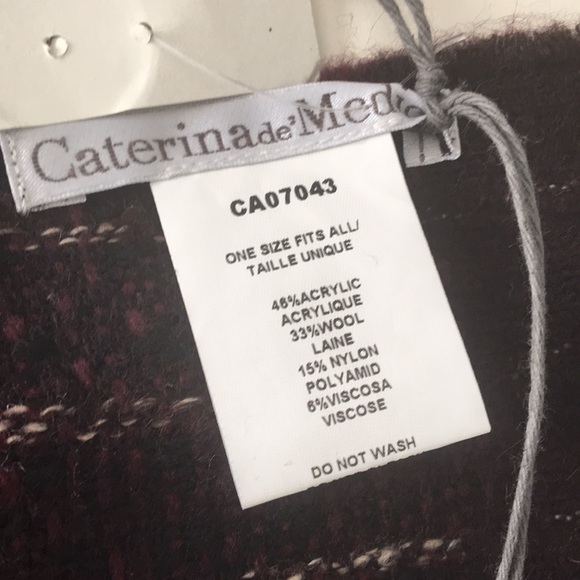 Caterina de' Med
CA07043
ONE SIZE FITS ALL/
TAILLE UNIQUE
46%ACRYLIC
ACRYLIQUE
33%WOOL
LAINE
15% NYLON
POLYAMID
6%VISCOSA
VISCOSE
DO NOT WASH